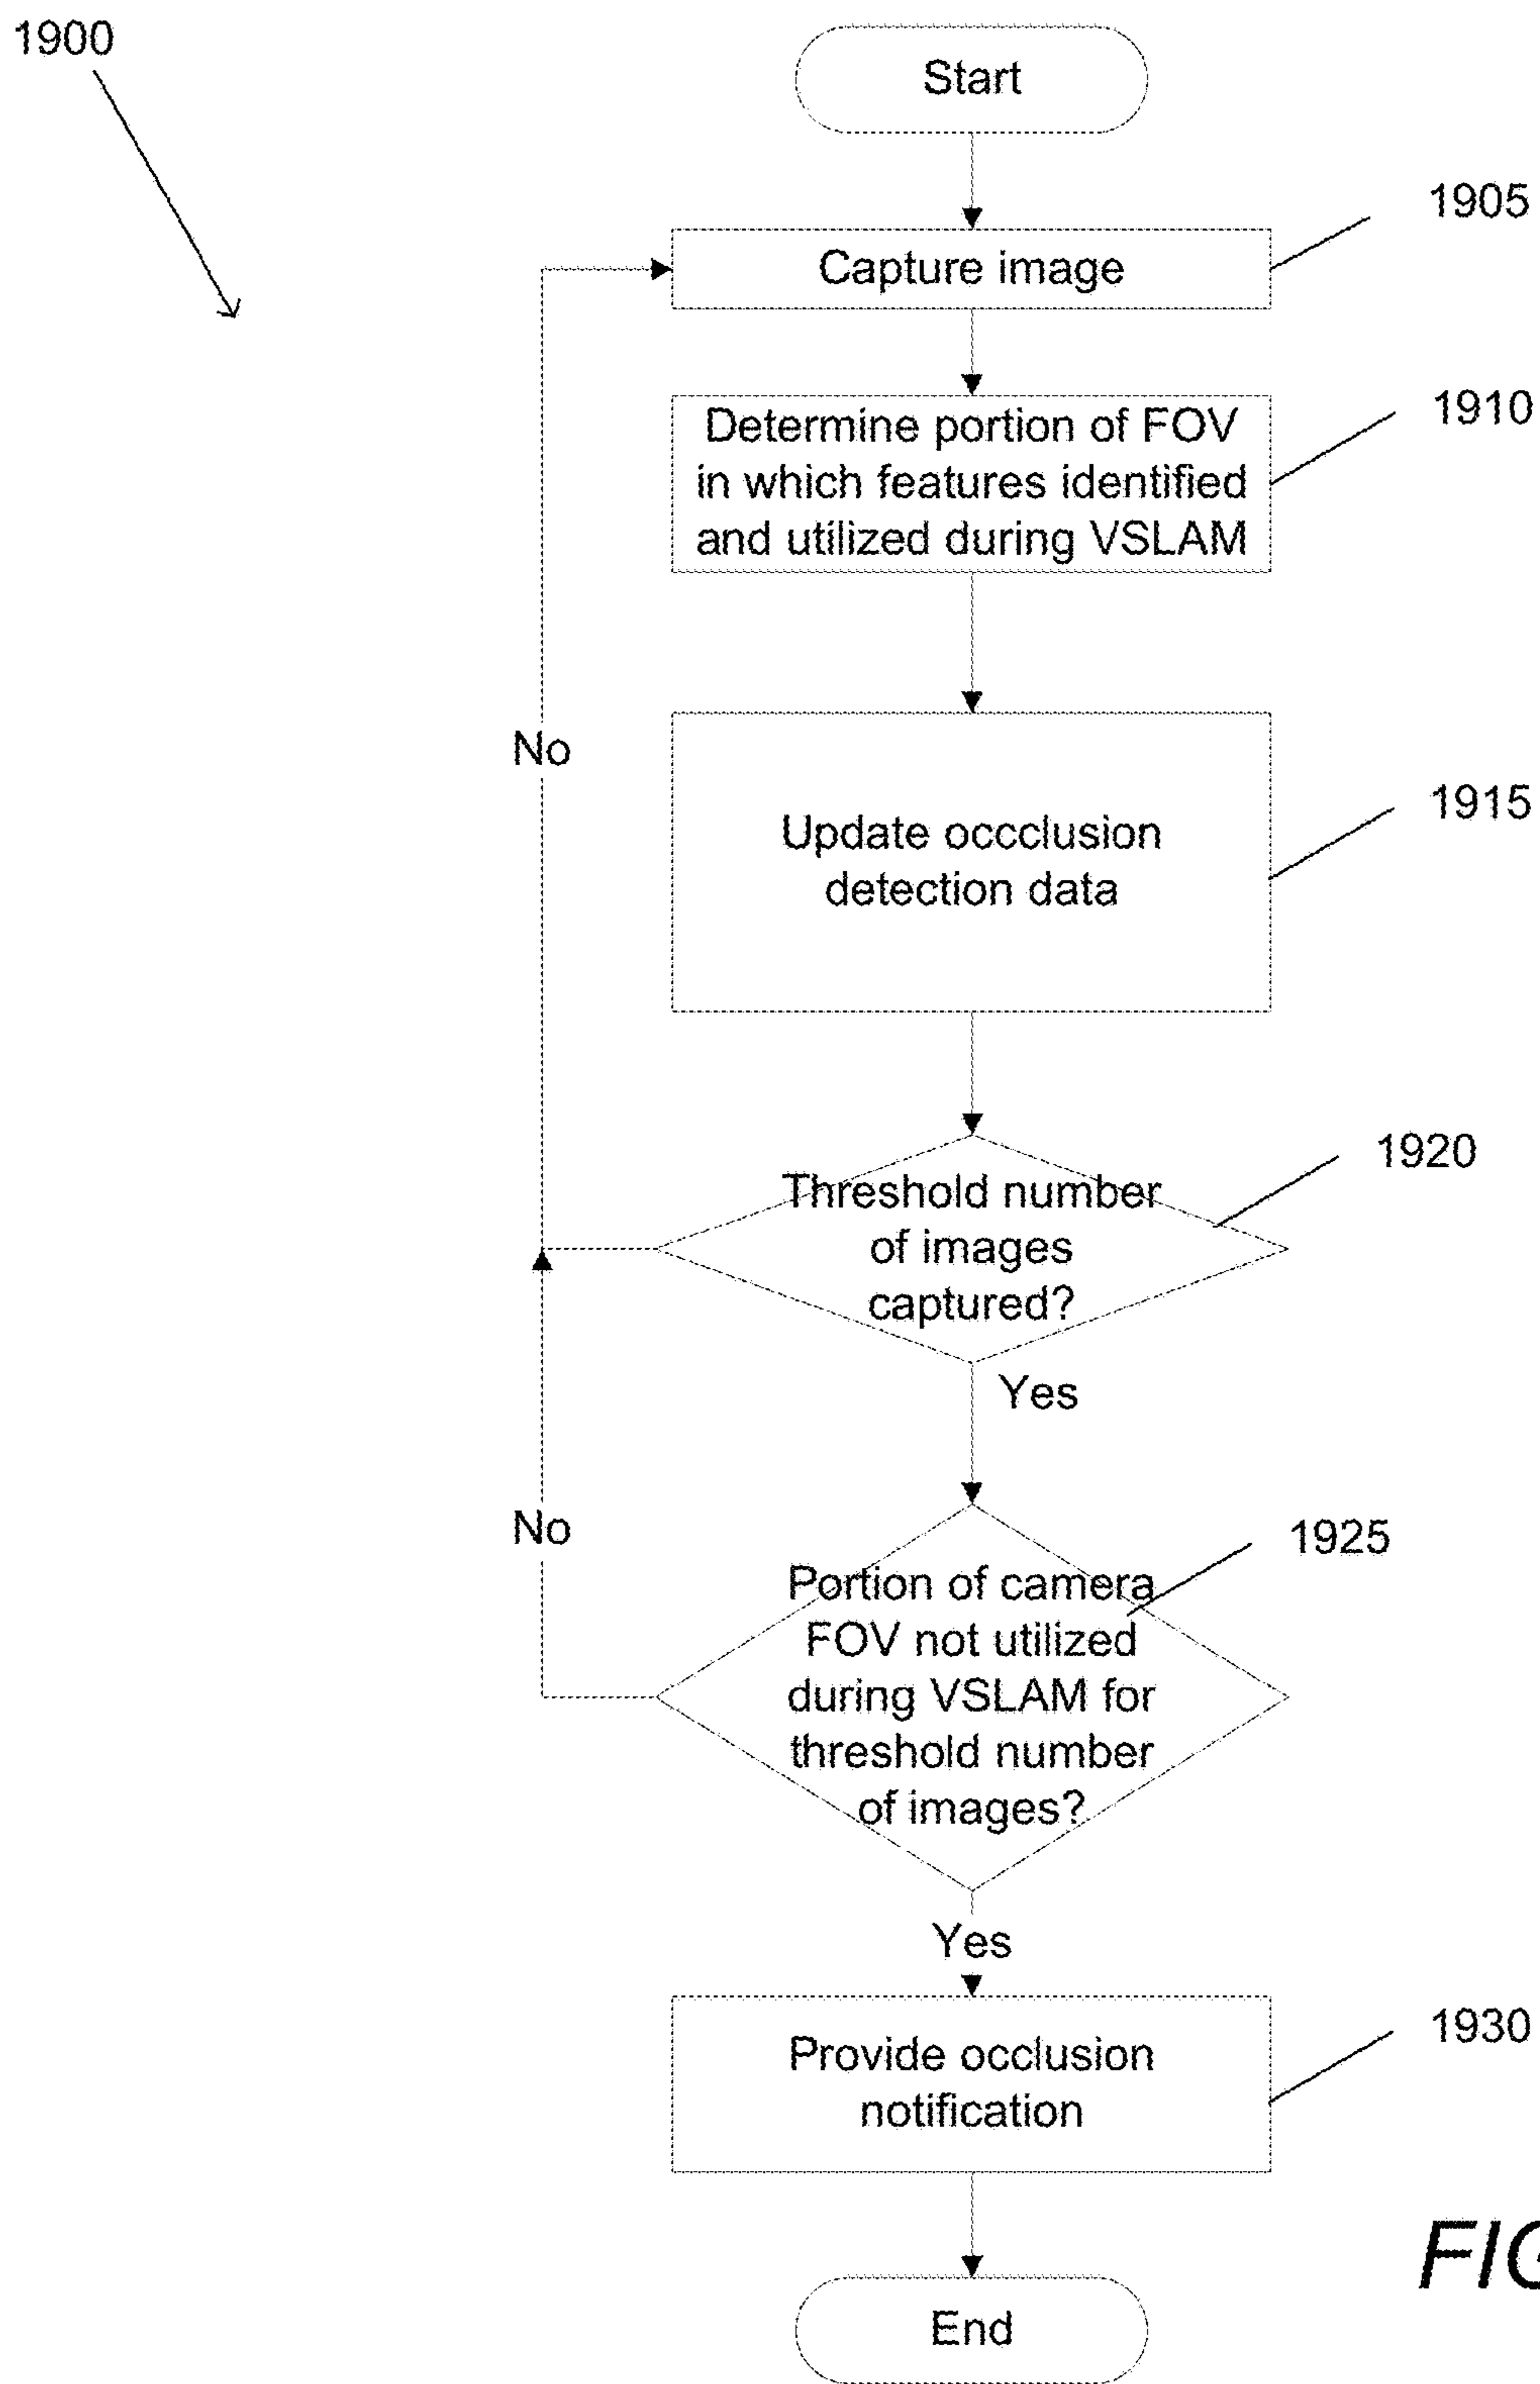 1900
Start
1905
Capture image
1910
Determine portion of FOV
in which features identified
and utilized during VSLAM
No
1915
Update occclusion
detection data
1920
Threshold number
of images
captured?
Yes
No
1925
Portion of camera
FOV not utilized
during VSLAM for
threshold number
of images?
Yes
1930
Provide occlusion
notification
End